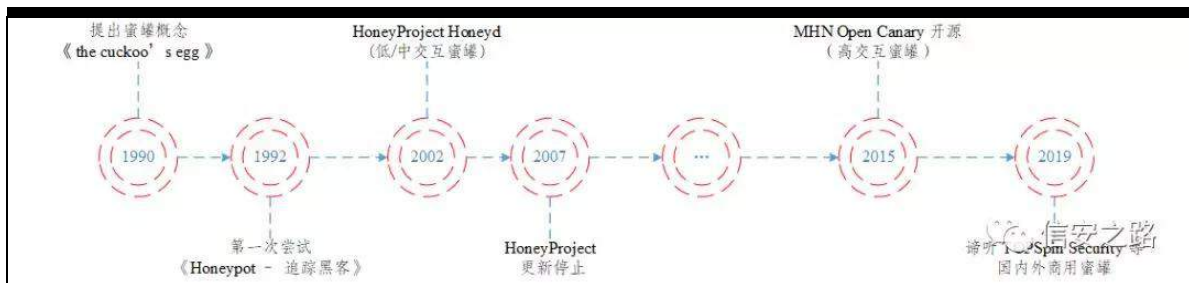 提出蜜罐概念
《 the cuckoo’ s egg 》
HoneyProject Honeyd
(低/中交互蜜罐)
MHN Open Canary 开源
( 高交互蜜罐)
1990
1992
2002
2007
...
2015
2019
第一次尝试
《Honeypot - 追踪黑客》
HoneyProject
更新停止
谛听 Spin Security 等
国内外商用蜜罐
信安之路